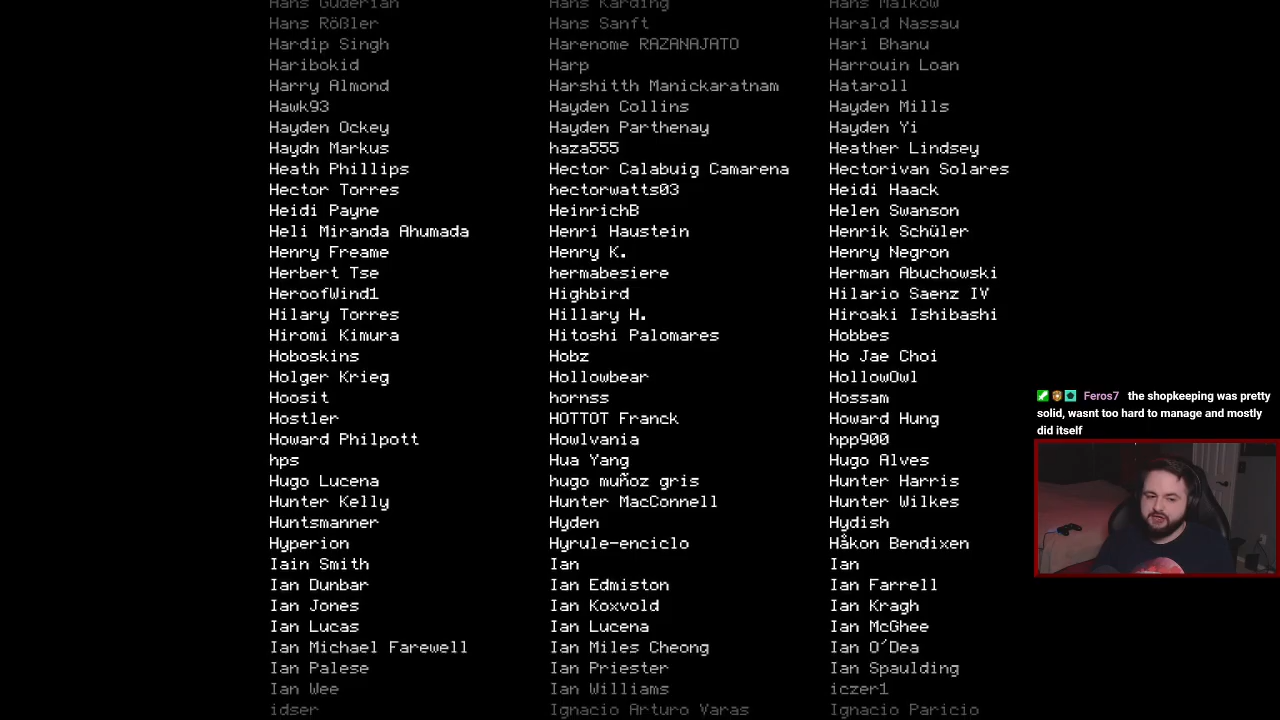 Hans Guderian Hans Karding Hans Malkow
Hans Rößler Hans Sanft Harald Nassau
Hardip Singh Harenome RAZANAJATO Hari Bhanu
Haribokid Harp Harrouin Loan
Harry Almond Harshitth Manickaratnam Hataroll
Hawk93 Hayden Collins Hayden Mills
Hayden Ockey Hayden Parthenay Hayden Yi
Haydn Markus haza555 Heather Lindsey
Heath Phillips Hector Calabuig Camarena Hectorivan Solares
Hector Torres hectorwatts03 Heidi Haack
Heidi Payne HeinrichB Helen Swanson
Heli Miranda Ahumada Henri Haustein Henrik Schüler
Henry Freame Henry K. Henry Negron
Herbert Tse hermabesiere Herman Abuchowski
HeroofWind1 Highbird Hilario Saenz IV
Hilary Torres Hillary H. Hiroaki Ishibashi
Hiromi Kimura Hitoshi Palomares Hobbes
Hoboskins Hobz Ho Jae Choi
Holger Krieg Hollowbear HollowOwl
Hoosit hornss Hossam
Hostler HOTTOT Franck Howard Hung
Howard Philpott Howlvania hpp900
hps Hua Yang Hugo Alves
Hugo Lucena hugo muñoz gris Hunter Harris
Hunter Kelly Hunter MacConnell Hunter Wilkes
Huntsmanner Hyden Hydish
Hyperion Hyrule-enciclo Håkon Bendixen
Iain Smith Ian Ian
Ian Dunbar Ian Edmiston Ian Farrell
Ian Jones Ian Koxvold Ian Kragh
Ian Lucas Ian Lucena Ian McGhee
Ian Michael Farewell Ian Miles Cheong Ian O'Dea
Ian Palese Ian Priester Ian Spaulding
Ian Wee Ian Williams iczer1
idser Ignacio Arturo Varas Ignacio Paricio
Feros7 the shopkeeping was pretty
solid, wasnt too hard to manage and mostly
did itself